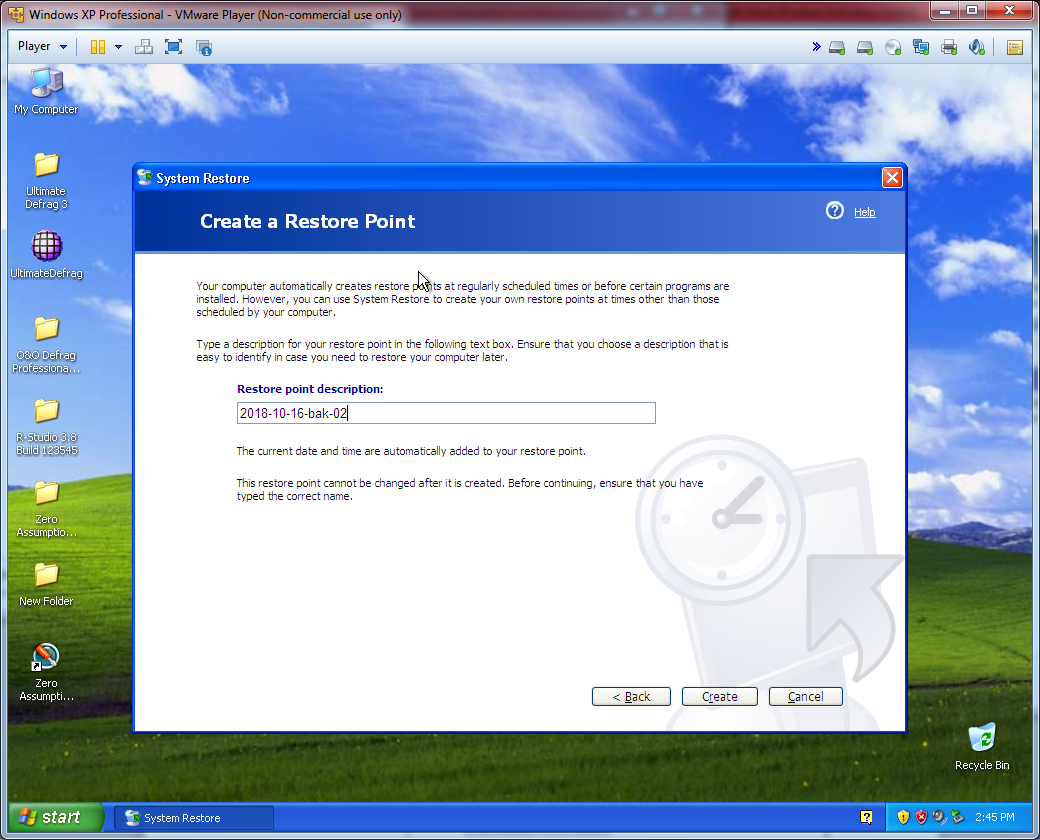 Windows XP Professional - VMware Player (Non-commercial use only)
Player
My Computer
Ultimate
Defrag 3
UltimateDefrag
O&O Defrag
Professiona...
R-Studio 3.8
Build 123545
Zero
Assumptio...
New Folder
Zero
Assumpti...
System Restore
Create a Restore Point
Help
Your computer automatically creates restore points at regularly scheduled times or before certain programs are
installed. However, you can use System Restore to create your own restore points at times other than those
scheduled by your computer.
Type a description for your restore point in the following text box. Ensure that you choose a description that is
easy to identify in case you need to restore your computer later.
Restore point description:
2018-10-16-bak-02
The current date and time are automatically added to your restore point.
This restore point cannot be changed after it is created. Before continuing, ensure that you have
typed the correct name.
< Back
Create
Cancel
Recycle Bin
start
System Restore
2:45 PM